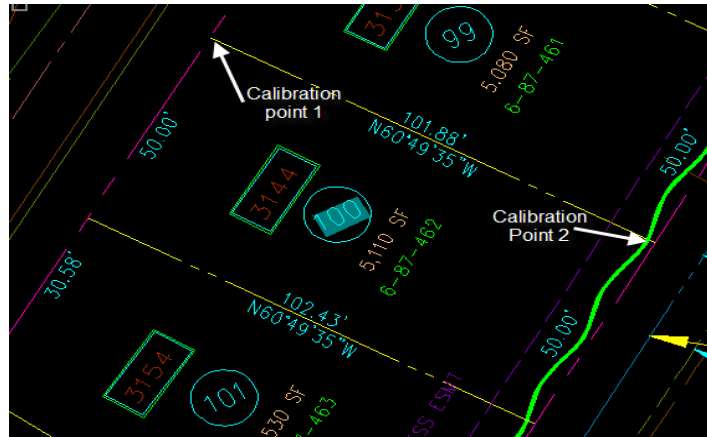 99
5,080 SF
6-87-461
Calibration
point 1
101.88'
N60°49'35"W
50.00'
50.00'
3144
100
5,110 SF
6-87-462
Calibration
Point 2
30.58'
102.43'
N60°49'35"W
50.00'
3154
101
530 SF
-463
ESMT